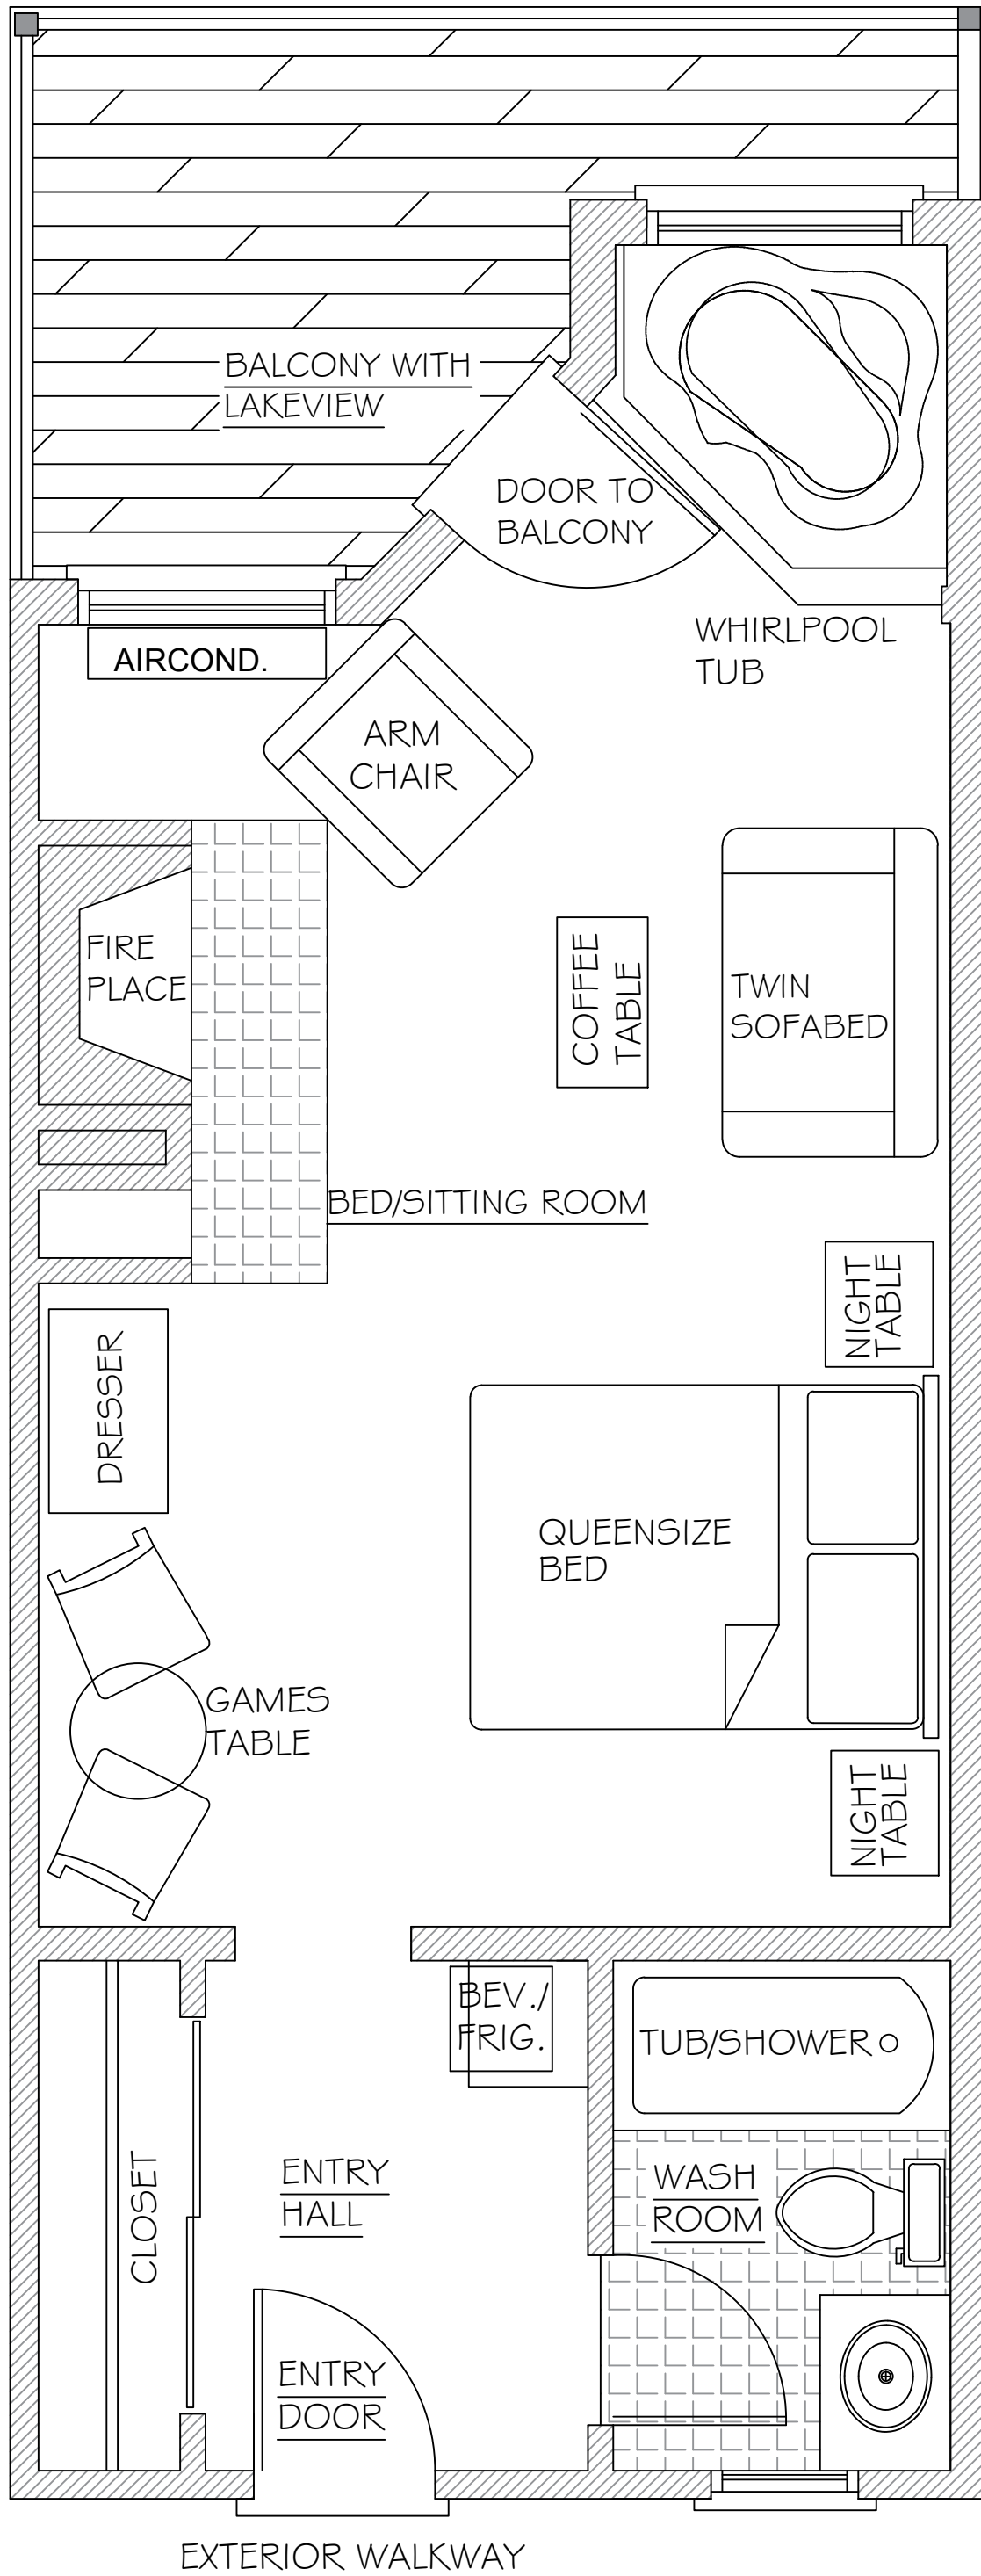 BALCONY WITH
LAKEVIEW
DOOR TO
BALCONY
WHIRLPOOL
TUB
AIRCOND.
ARM
CHAIR
FIRE
PLACE
COFFEE
TABLE
TWIN
SOFABED
BED/SITTING ROOM
NIGHT
TABLE
DRESSER
QUEENSIZE
BED
GAMES
TABLE
NIGHT
TABLE
BEV./
FRIG.
TUB/SHOWER
CLOSET
ENTRY
HALL
WASH
ROOM
ENTRY
DOOR
EXTERIOR WALKWAY